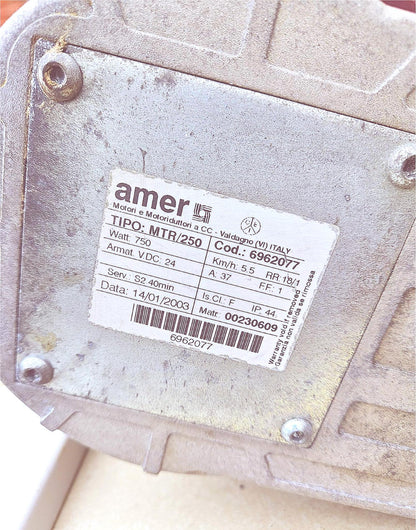 amer
Motori e Motoriduttori a CC - Valdagno (VI) ITALY
TIPO: MTR/250 Cod.: 6962077
Watt: 750 Km/h: 5.5 RR:18/1
Armat. V.DC: 24 A: 37 FF: 1
Serv.: S2 40min Is.Cl.: F IP: 44
Data: 14/01/2003 Matr: 00230609
6962077
Warranty void if removed
Garanzia non valida se rimossa